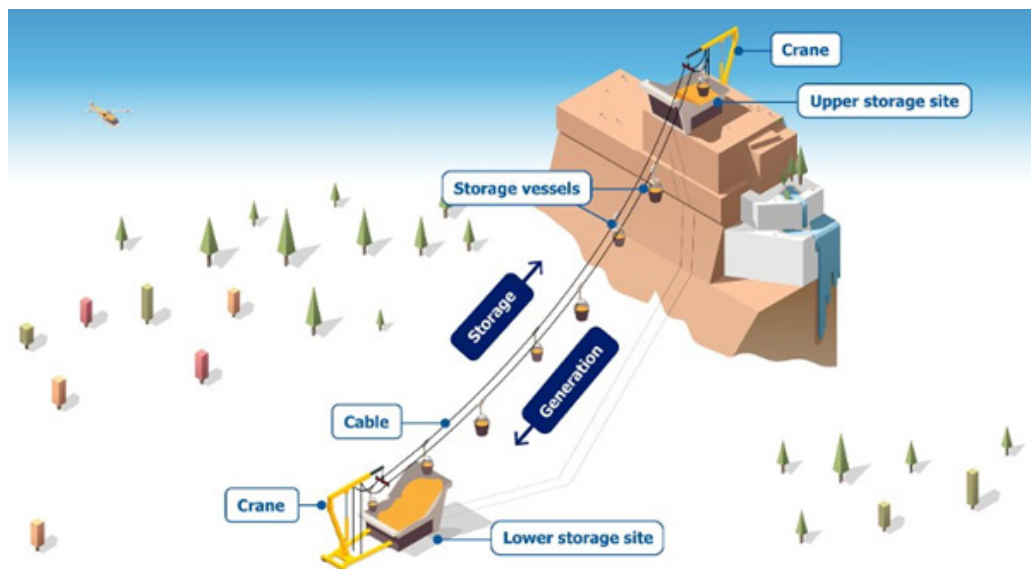 Crane
Upper storage site
Storage vessels
Storage
Generation
Cable
Crane
Lower storage site